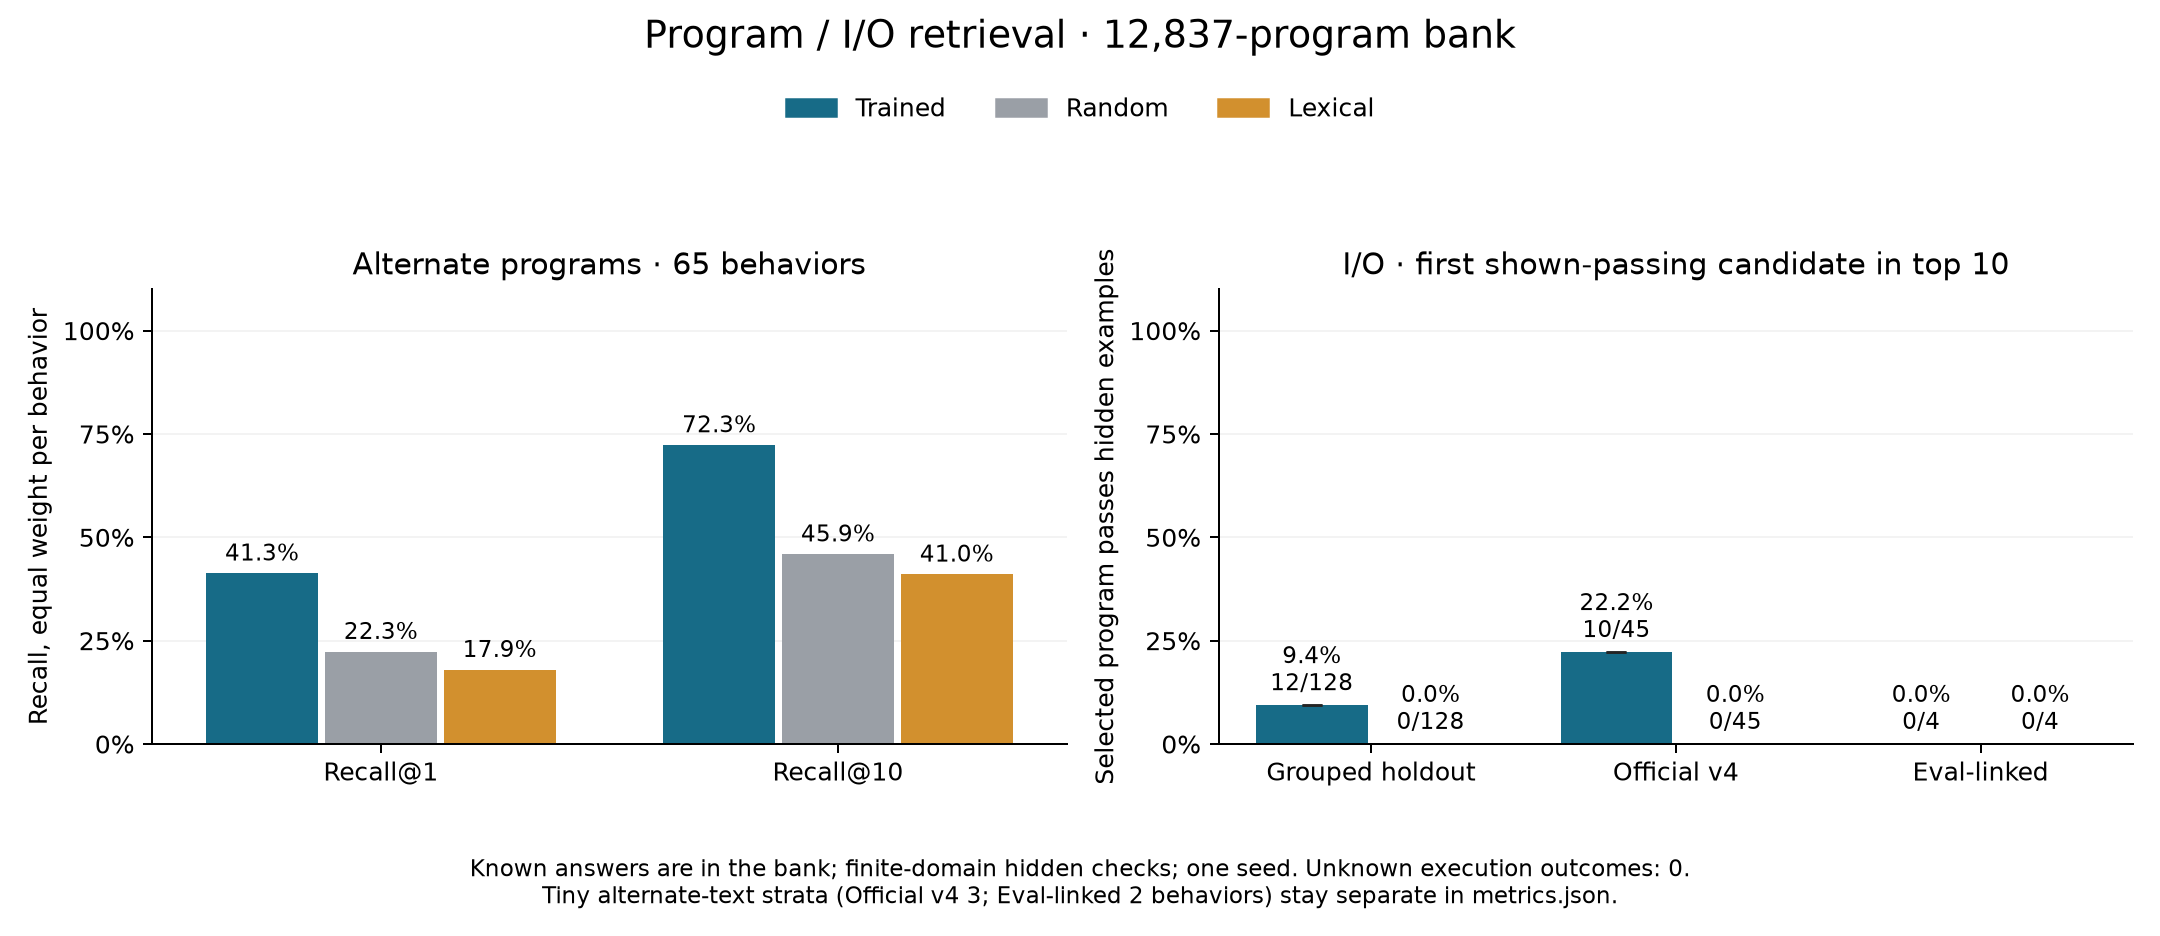 Program / I/O retrieval · 12,837-program bank
Trained
Random
Lexical
Alternate programs · 65 behaviors
Recall, equal weight per behavior
100%
75%
50%
25%
0%
41.3%
22.3%
17.9%
72.3%
45.9%
41.0%
Recall@1
Recall@10
I/O · first shown-passing candidate in top 10
Selected program passes hidden examples
100%
75%
50%
25%
0%
9.4%
12/128
0.0%
0/128
22.2%
10/45
0.0%
0/45
0.0%
0/4
0.0%
0/4
Grouped holdout
Official v4
Eval-linked
Known answers are in the bank; finite-domain hidden checks; one seed. Unknown execution outcomes: 0.
Tiny alternate-text strata (Official v4 3; Eval-linked 2 behaviors) stay separate in metrics.json.